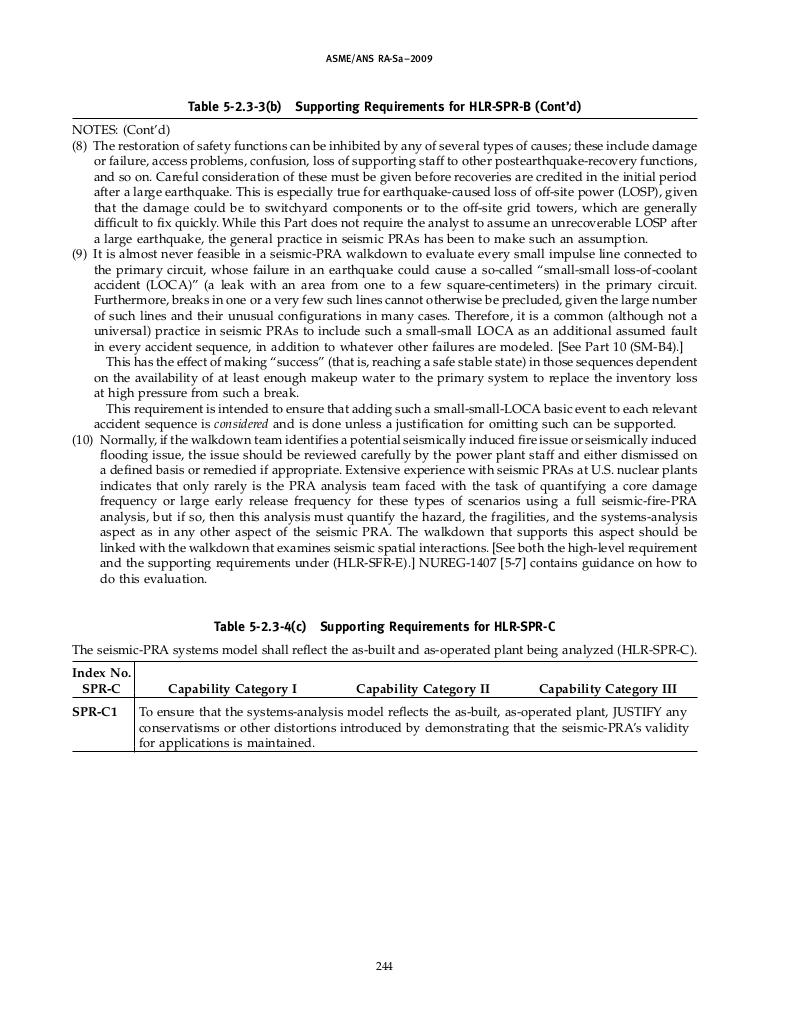 ASME/ANS RA-Sa–2009
Table 5-2.3-3(b) Supporting Requirements for HLR-SPR-B (Cont'd)
NOTES: (Cont'd)
(8) The restoration of safety functions can be inhibited by any of several types of causes; these include damage
or failure, access problems, confusion, loss of supporting staff to other postearthquake-recovery functions,
and so on. Careful consideration of these must be given before recoveries are credited in the initial period
after a large earthquake. This is especially true for earthquake-caused loss of off-site power (LOSP), given
that the damage could be to switchyard components or to the off-site grid towers, which are generally
difficult to fix quickly. While this Part does not require the analyst to assume an unrecoverable LOSP after
a large earthquake, the general practice in seismic PRAs has been to make such an assumption.
(9) It is almost never feasible in a seismic-PRA walkdown to evaluate every small impulse line connected to
the primary circuit, whose failure in an earthquake could cause a so-called “small-small loss-of-coolant
accident (LOCA)” (a leak with an area from one to a few square-centimeters) in the primary circuit.
Furthermore, breaks in one or a very few such lines cannot otherwise be precluded, given the large number
of such lines and their unusual configurations in many cases. Therefore, it is a common (although not a
universal) practice in seismic PRAs to include such a small-small LOCA as an additional assumed fault
in every accident sequence, in addition to whatever other failures are modeled. [See Part 10 (SM-B4).]
This has the effect of making “success” (that is, reaching a safe stable state) in those sequences dependent
on the availability of at least enough makeup water to the primary system to replace the inventory loss
at high pressure from such a break.
This requirement is intended to ensure that adding such a small-small-LOCA basic event to each relevant
accident sequence is considered and is done unless a justification for omitting such can be supported.
(10) Normally, if the walkdown team identifies a potential seismically induced fire issue or seismically induced
flooding issue, the issue should be reviewed carefully by the power plant staff and either dismissed on
a defined basis or remedied if appropriate. Extensive experience with seismic PRAs at U.S. nuclear plants
indicates that only rarely is the PRA analysis team faced with the task of quantifying a core damage
frequency or large early release frequency for these types of scenarios using a full seismic-fire-PRA
analysis, but if so, then this analysis must quantify the hazard, the fragilities, and the systems-analysis
aspect as in any other aspect of the seismic PRA. The walkdown that supports this aspect should be
linked with the walkdown that examines seismic spatial interactions. [See both the high-level requirement
and the supporting requirements under (HLR-SFR-E).] NUREG-1407 [5-7] contains guidance on how to
do this evaluation.
Table 5-2.3-4(c) Supporting Requirements for HLR-SPR-C
The seismic-PRA systems model shall reflect the as-built and as-operated plant being analyzed (HLR-SPR-C).
Index No.
SPR-C Capability Category I Capability Category II Capability Category III
SPR-C1 To ensure that the systems-analysis model reflects the as-built, as-operated plant, JUSTIFY any
conservatisms or other distortions introduced by demonstrating that the seismic-PRA's validity
for applications is maintained.
244